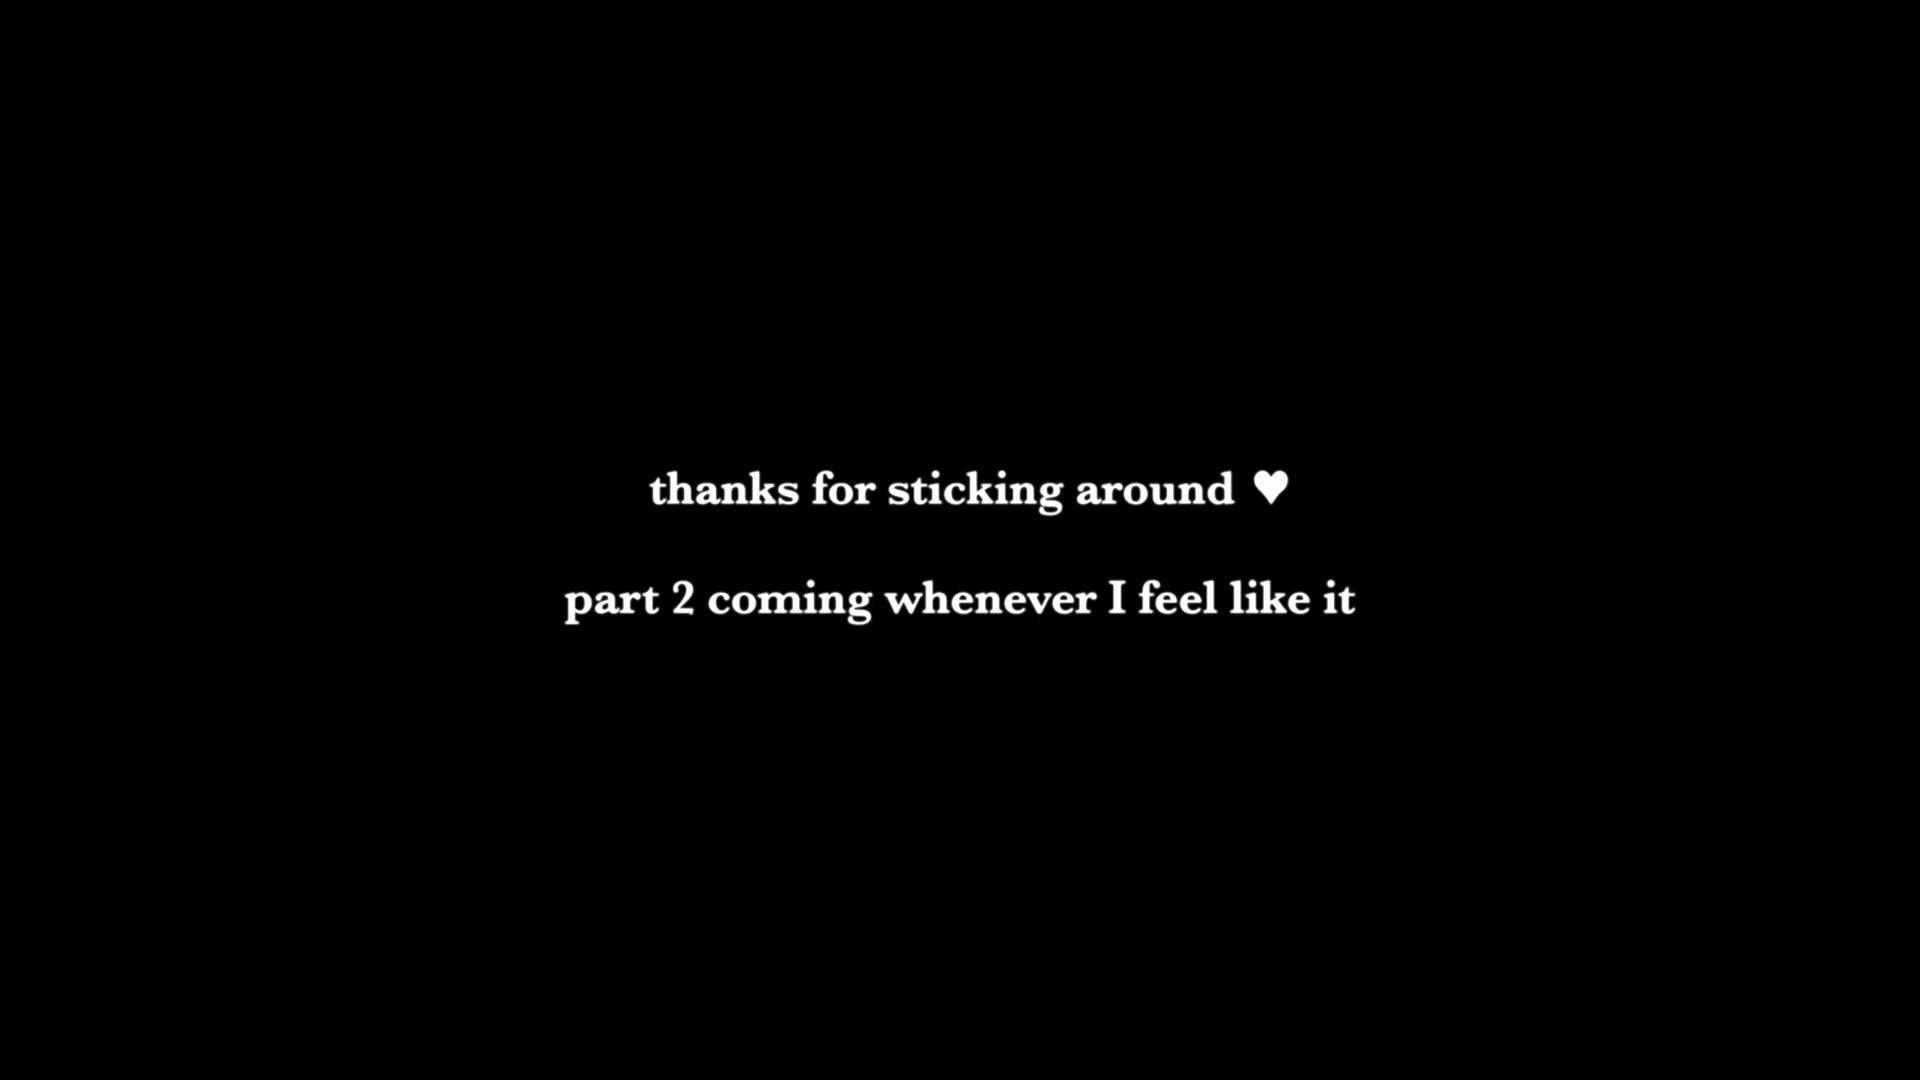 thanks for sticking around ♥
part 2 coming whenever I feel like it